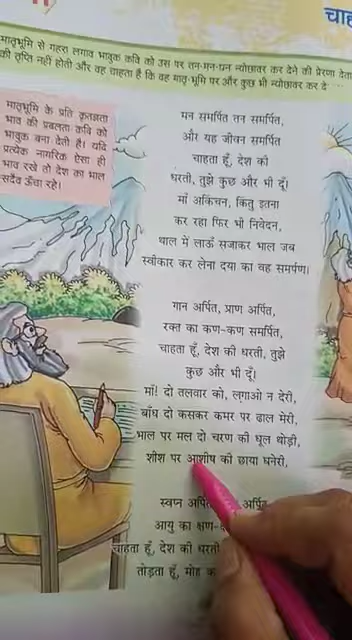 चाह
मातृभूमि से गहरा लगाव भावुक कवि को उस पर तन-मन-धन न्योछावर कर देने की प्रेरणा देता
की तृप्ति नहीं होती और वह चाहता है कि वह मातृ-भूमि पर और कुछ भी न्योछावर कर दे
मातृभूमि के प्रति कृतज्ञता
भाव की प्रबलता कवि को
भावुक बना देती है। यदि
प्रत्येक नागरिक ऐसा ही
भाव रखे तो देश का भाल
सदैव ऊँचा रहे।
मन समर्पित तन समर्पित
और यह जीवन समर्पित
चाहता हूँ, देश की
धरती, तुझे कुछ और भी दूँ।
माँ अकिंचन, किंतु इतना
कर रहा फिर भी निवेदन,
थाल में लाऊँ सजाकर भाल जब
स्वीकार कर लेना दया का वह समर्पण।
गान अर्पित, प्राण अर्पित,
रक्त का कण-कण समर्पित,
चाहता हूँ, देश की धरती, तुझे
कुछ और भी दूँ।
माँ! दो तलवार को, लगाओ न देरी,
बाँध दो कसकर कमर पर ढाल मेरी,
भाल पर मल दो चरण की धूल थोड़ी,
शीश पर आशीष की छाया घनेरी,
स्वप्न अर्पि
आयु का क्षण-
चाहता हूँ, देश की धरती
तोड़ता हूँ, मोह क